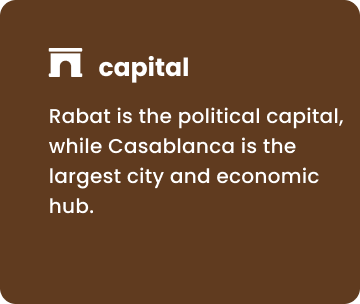 capital
Rabat is the political capital,
while Casablanca is the
largest city and economic
hub.